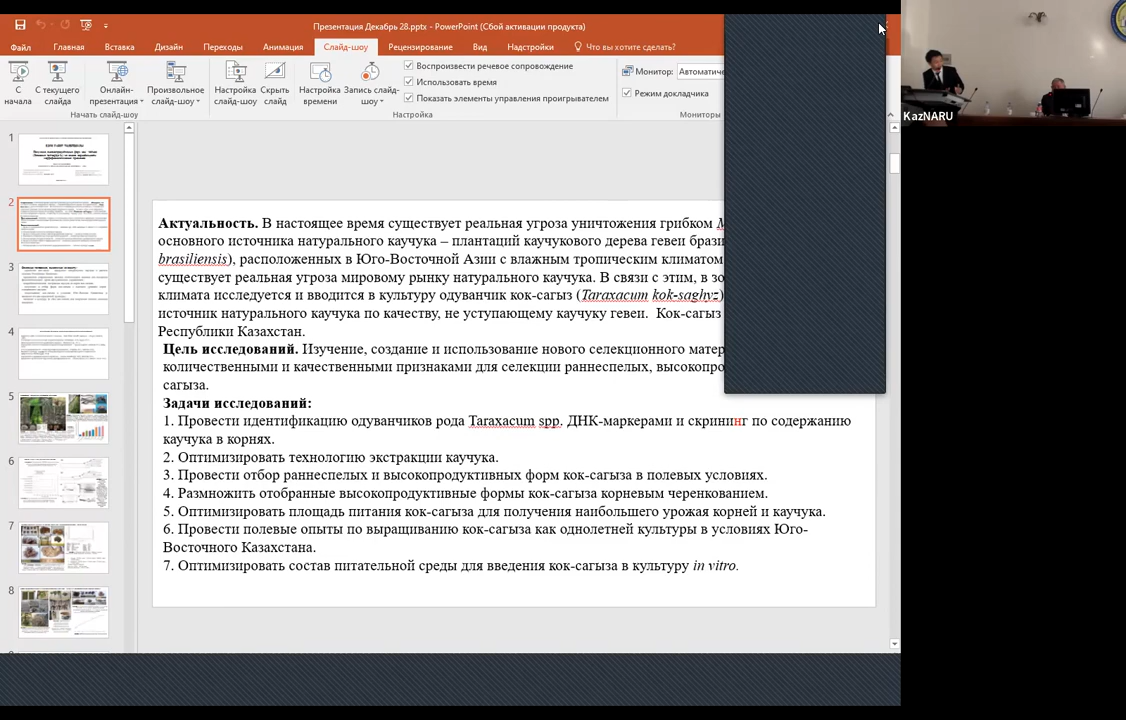 Презентация Декабрь 28.pptx - PowerPoint (Сбой активации продукта)
Файл Главная Вставка Дизайн Переходы Анимация Слайд-шоу Рецензирование Вид Надстройки Что вы хотите сделать?
С начала
С текущего слайда
Онлайн-презентация
Произвольное слайд-шоу
Настройка слайд-шоу
Скрыть слайд
Настройка времени
Запись слайд-шоу
Воспроизвести речевое сопровождение
Использовать время
Показать элементы управления проигрывателем
Монитор: Автоматиче
Режим докладчика
Начать слайд-шоу
Настройка
Мониторы
KazNARU
1
2
3
4
5
6
7
8
Актуальность. В настоящее время существует реальная угроза уничтожения грибком
основного источника натурального каучука – плантаций каучукового дерева гевеи брази
brasiliensis), расположенных в Юго-Восточной Азии с влажным тропическим климатом
существует реальная угроза мировому рынку натурального каучука. В связи с этим, в зо
климата исследуется и вводится в культуру одуванчик кок-сагыз (Taraxacum kok-saghyz)
источник натурального каучука по качеству, не уступающему каучуку гевеи. Кок-сагыз
Республики Казахстан.
Цель исследований. Изучение, создание и использование нового селекционного матер
количественными и качественными признаками для селекции раннеспелых, высокопро
сагыза.
Задачи исследований:
1. Провести идентификацию одуванчиков рода Taraxacum spp. ДНК-маркерами и скрининг по содержанию
каучука в корнях.
2. Оптимизировать технологию экстракции каучука.
3. Провести отбор раннеспелых и высокопродуктивных форм кок-сагыза в полевых условиях.
4. Размножить отобранные высокопродуктивные формы кок-сагыза корневым черенкованием.
5. Оптимизировать площадь питания кок-сагыза для получения наибольшего урожая корней и каучука.
6. Провести полевые опыты по выращиванию кок-сагыза как однолетней культуры в условиях Юго-
Восточного Казахстана.
7. Оптимизировать состав питательной среды для введения кок-сагыза в культуру in vitro.